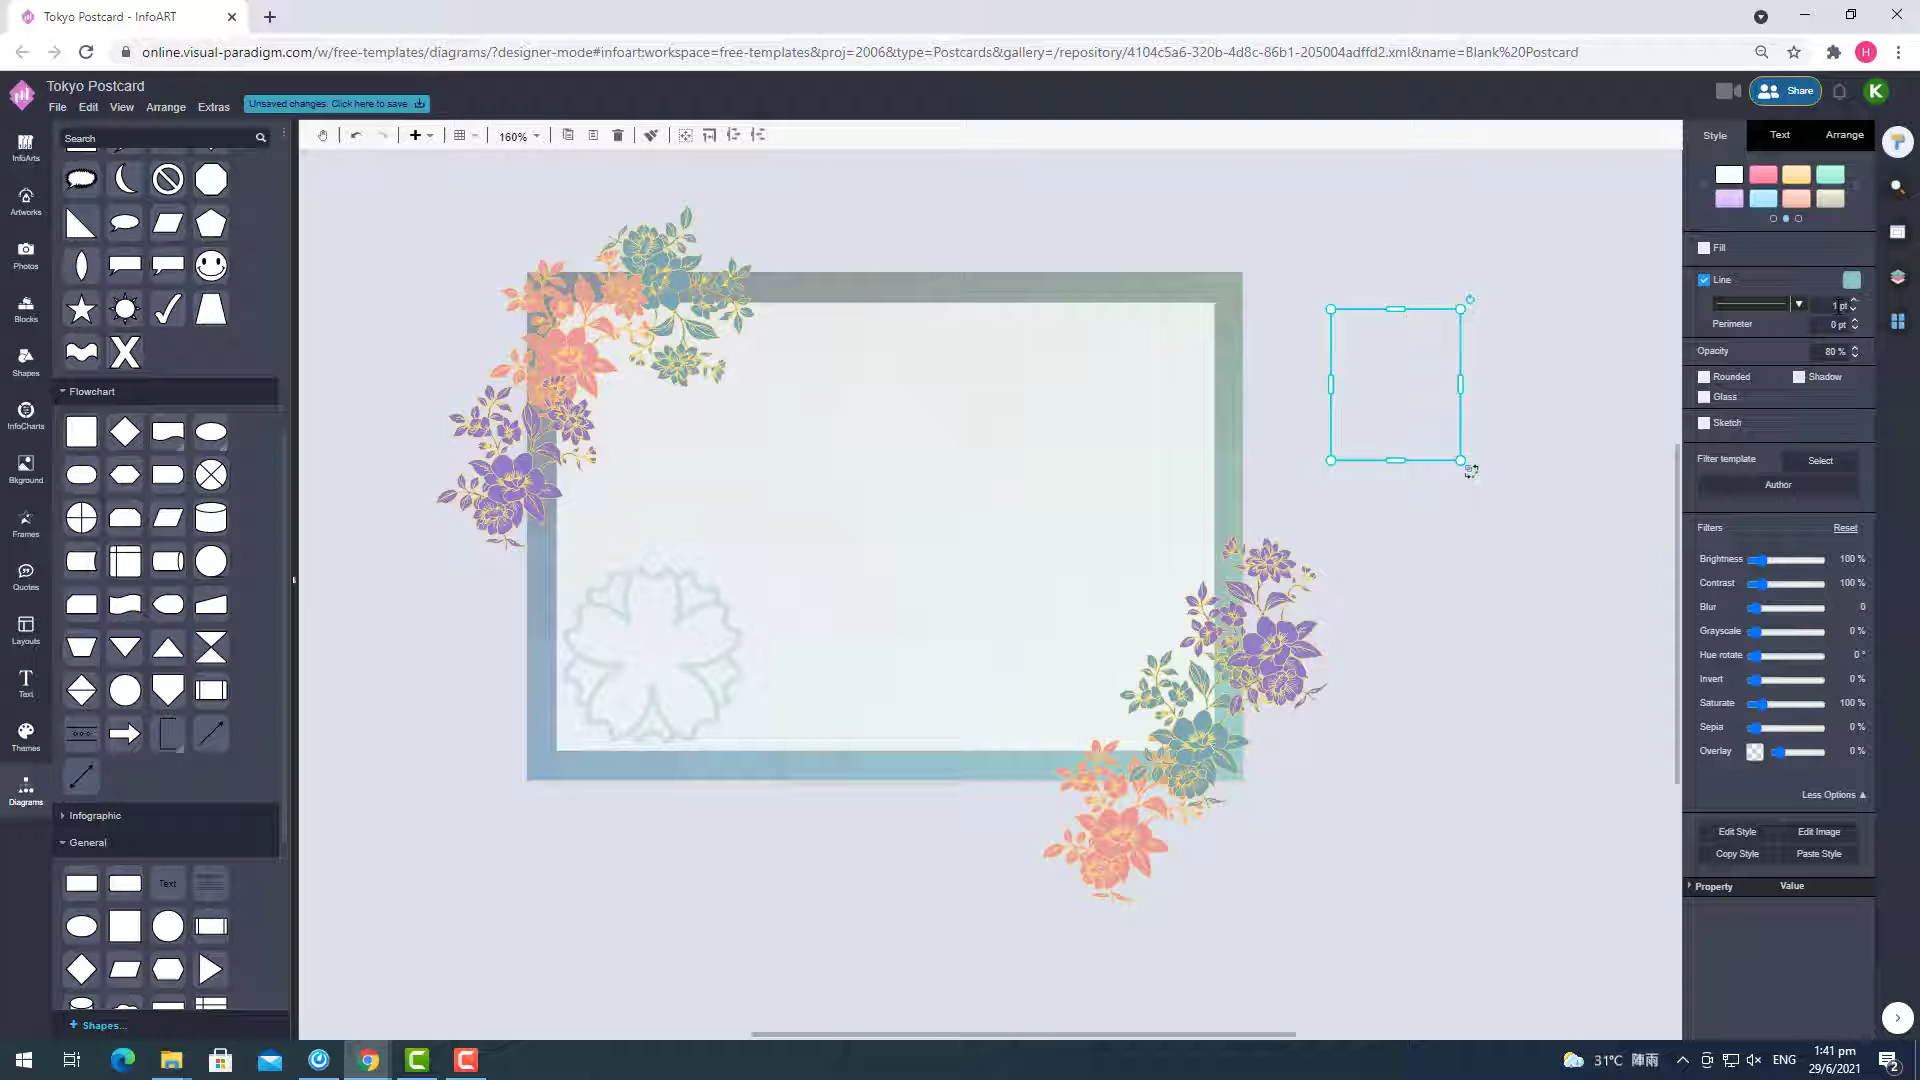 Tokyo Postcard - InfoART
online.visual-paradigm.com/w/free-templates/diagrams/?designer-mode#infoart:workspace=free-templates&proj=2006&type=Postcards&gallery=/repository/4104c5a6-320b-4d8c-86b1-205004adffd2.xml&name=Blank%20Postcard
H
Tokyo Postcard
File Edit View Arrange Extras
Unsaved changes. Click here to save
Share
K
Search
160%
Style Text Arrange
InfoArts
Artworks
Photos
Blocks
Shapes
InfoCharts
Bkground
Frames
Quotes
Layouts
Text
Themes
Diagrams
Flowchart
Infographic
General
Text
+ Shapes...
Fill
Line
1 pt
Perimeter 0 pt
Opacity 80 %
Rounded Shadow
Glass
Sketch
Filter template Select
Author
Filters Reset
Brightness 100 %
Contrast 100 %
Blur 0
Grayscale 0 %
Hue rotate 0 °
Invert 0 %
Saturate 100 %
Sepia 0 %
Overlay 0 %
Less Options
Edit Style Edit Image
Copy Style Paste Style
Property Value
31°C 陣雨
ENG
1:41 pm
29/6/2021
2